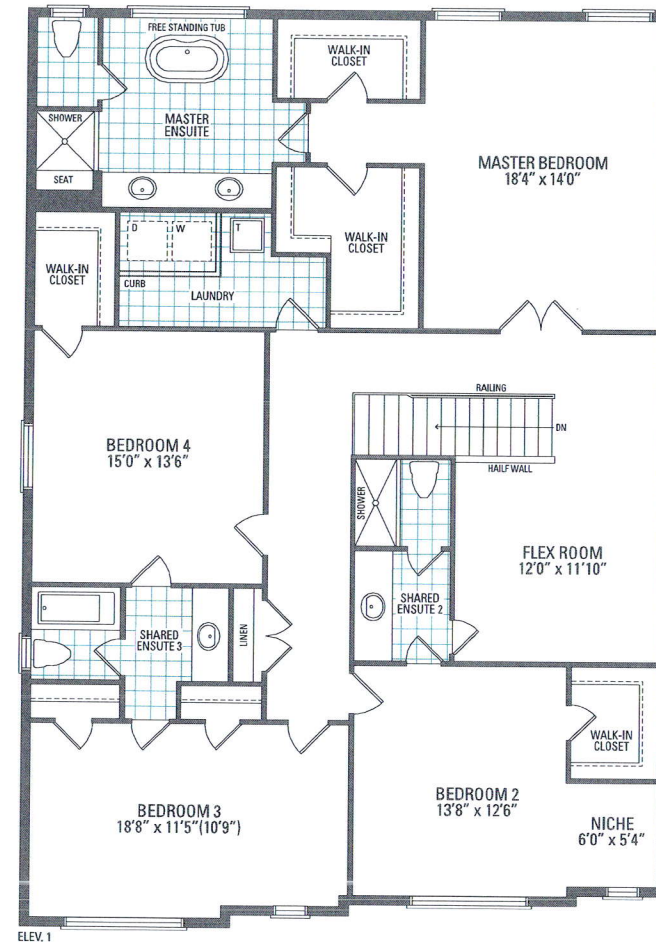 FREE STANDING TUB
WALK-IN
CLOSET
SHOWER
MASTER
ENSUITE
MASTER BEDROOM
18'4" x 14'0"
SEAT
D W T
WALK-IN
CLOSET
WALK-IN
CLOSET
CURB
LAUNDRY
RAILING
DN
BEDROOM 4
15'0" x 13'6"
HAILF WALL
SHOWER
FLEX ROOM
12'0" x 11'10"
SHARED
ENSUITE 2
SHARED
ENSUITE 3
LINEN
WALK-IN
CLOSET
BEDROOM 2
13'8" x 12'6"
BEDROOM 3
18'8" x 11'5"(10'9")
NICHE
6'0" x 5'4"
ELEV. 1